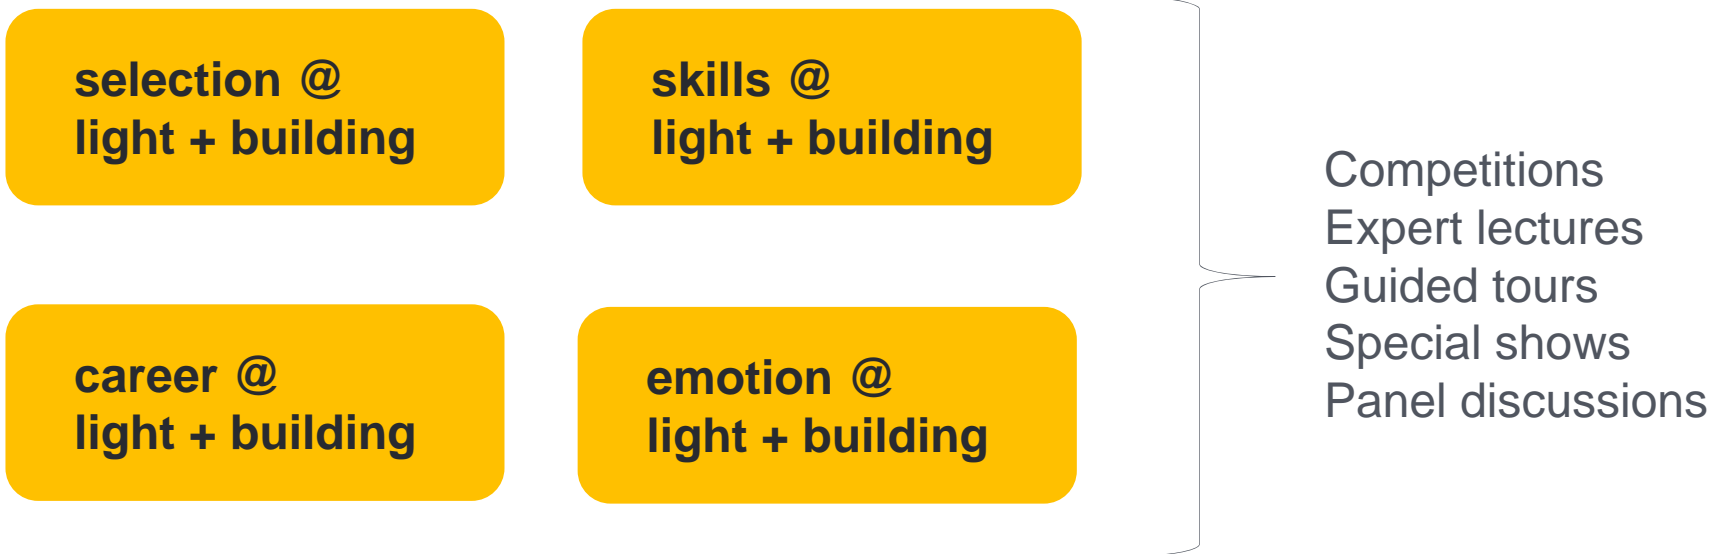 selection @
light + building
skills @
light + building
career @
light + building
emotion @
light + building
Competitions
Expert lectures
Guided tours
Special shows
Panel discussions